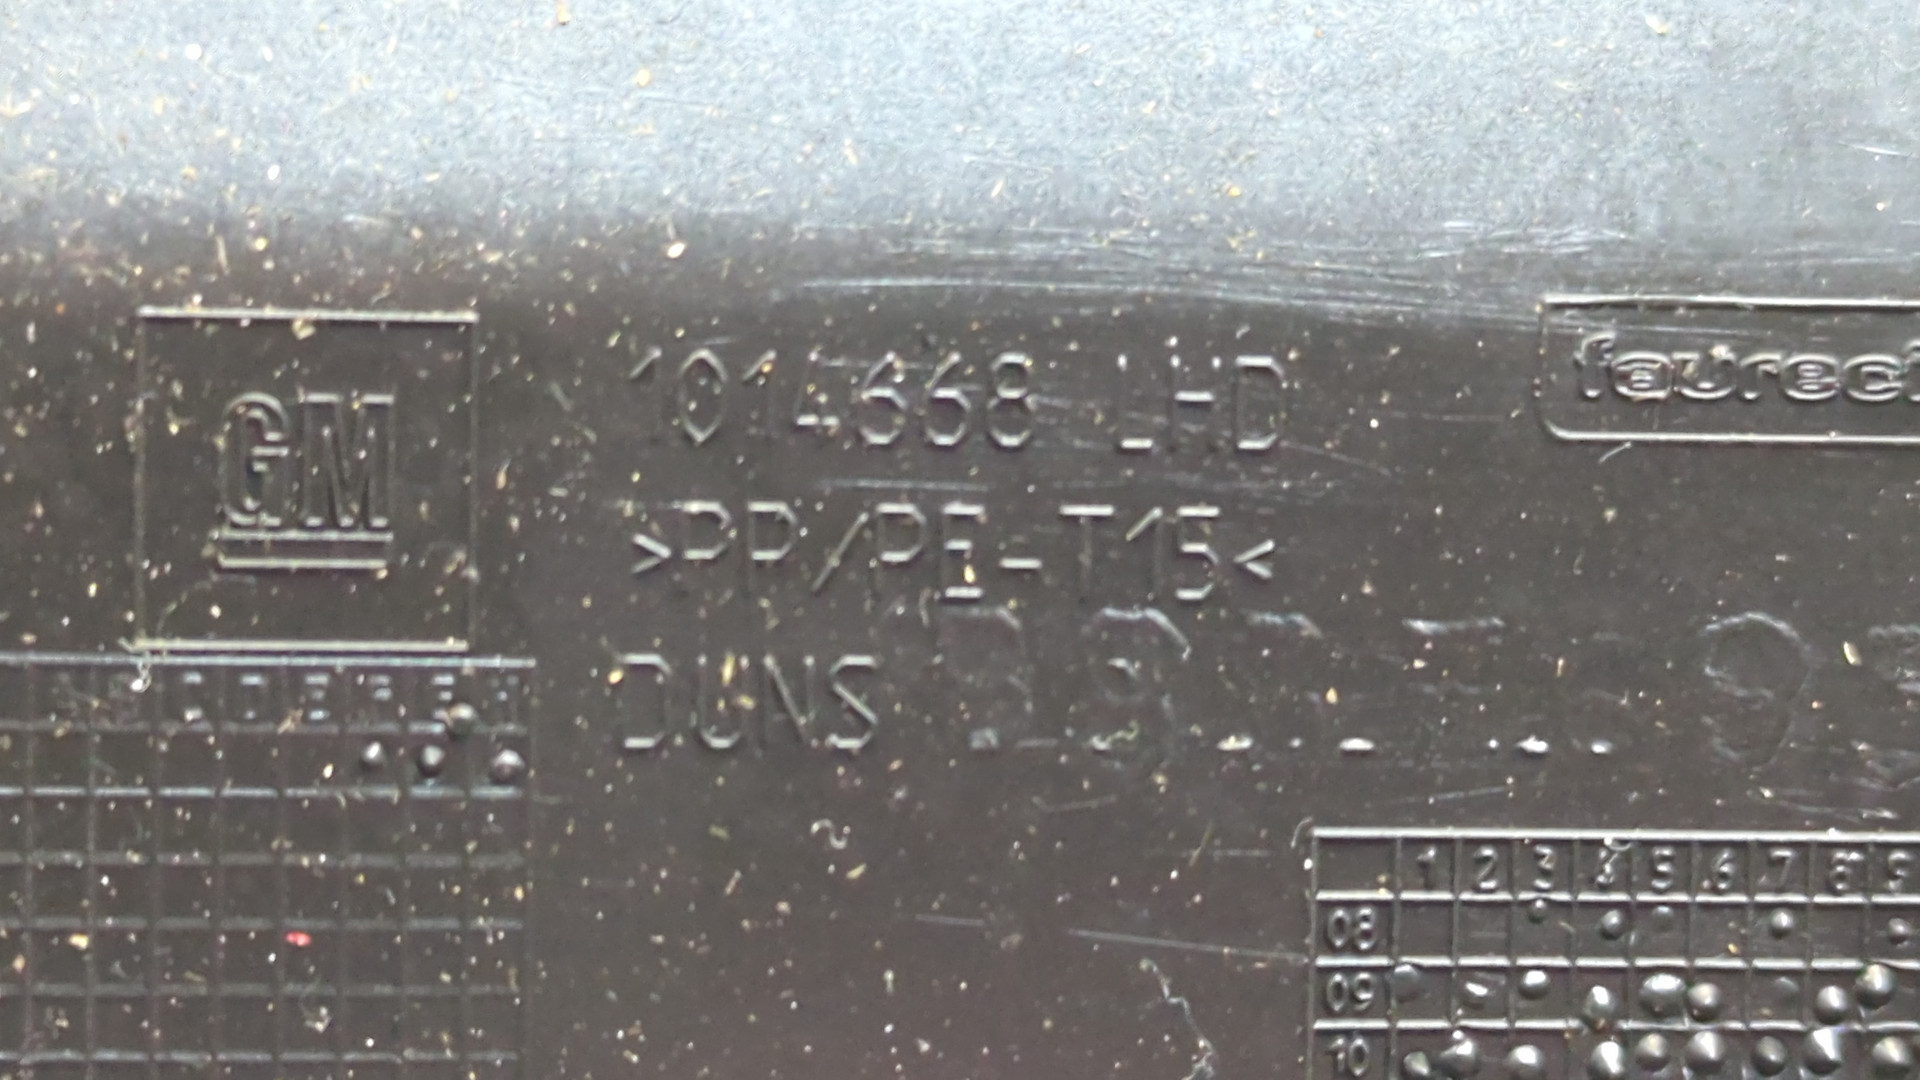 GM
1014668 LHD
faureci
>PP/PE-T15<
DUNS
1 2 3 4 5 6 7 8 9
08
09
10